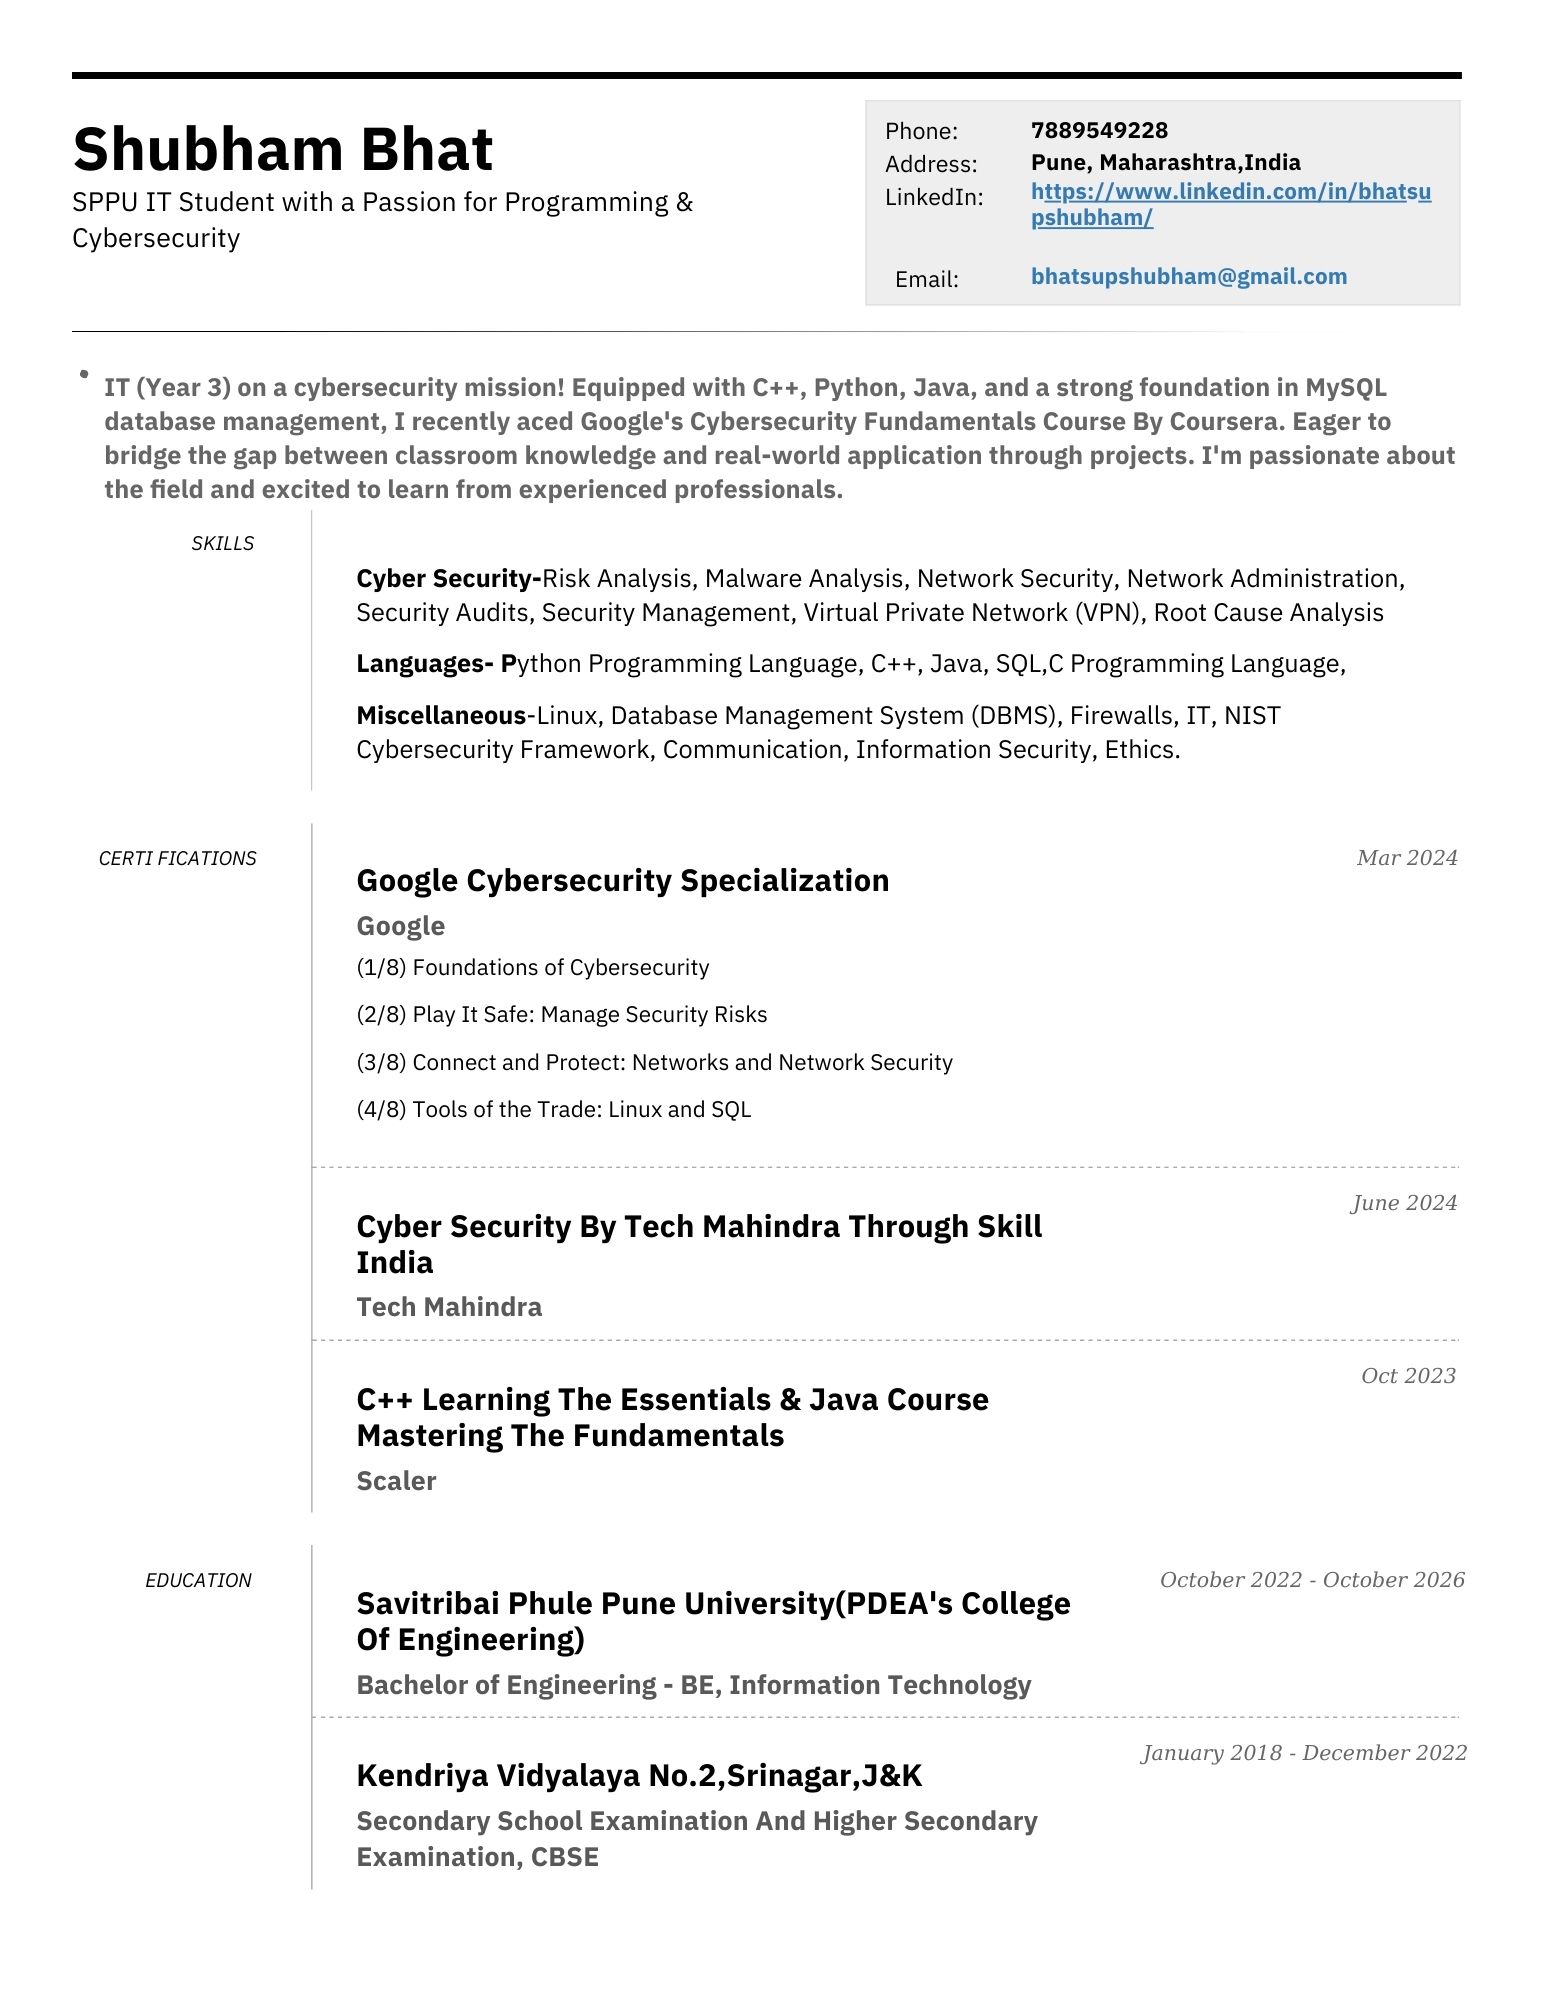 Shubham Bhat
SPPU IT Student with a Passion for Programming &
Cybersecurity
Phone: 7889549228
Address: Pune, Maharashtra,India
LinkedIn: https://www.linkedin.com/in/bhatsu
pshubham/
Email: bhatsupshubham@gmail.com
• IT (Year 3) on a cybersecurity mission! Equipped with C++, Python, Java, and a strong foundation in MySQL
database management, I recently aced Google's Cybersecurity Fundamentals Course By Coursera. Eager to
bridge the gap between classroom knowledge and real-world application through projects. I'm passionate about
the field and excited to learn from experienced professionals.
SKILLS
Cyber Security-Risk Analysis, Malware Analysis, Network Security, Network Administration,
Security Audits, Security Management, Virtual Private Network (VPN), Root Cause Analysis
Languages- Python Programming Language, C++, Java, SQL,C Programming Language,
Miscellaneous-Linux, Database Management System (DBMS), Firewalls, IT, NIST
Cybersecurity Framework, Communication, Information Security, Ethics.
CERTI FICATIONS
Mar 2024
Google Cybersecurity Specialization
Google
(1/8) Foundations of Cybersecurity
(2/8) Play It Safe: Manage Security Risks
(3/8) Connect and Protect: Networks and Network Security
(4/8) Tools of the Trade: Linux and SQL
June 2024
Cyber Security By Tech Mahindra Through Skill
India
Tech Mahindra
Oct 2023
C++ Learning The Essentials & Java Course
Mastering The Fundamentals
Scaler
EDUCATION
October 2022 - October 2026
Savitribai Phule Pune University(PDEA's College
Of Engineering)
Bachelor of Engineering - BE, Information Technology
January 2018 - December 2022
Kendriya Vidyalaya No.2,Srinagar,J&K
Secondary School Examination And Higher Secondary
Examination, CBSE